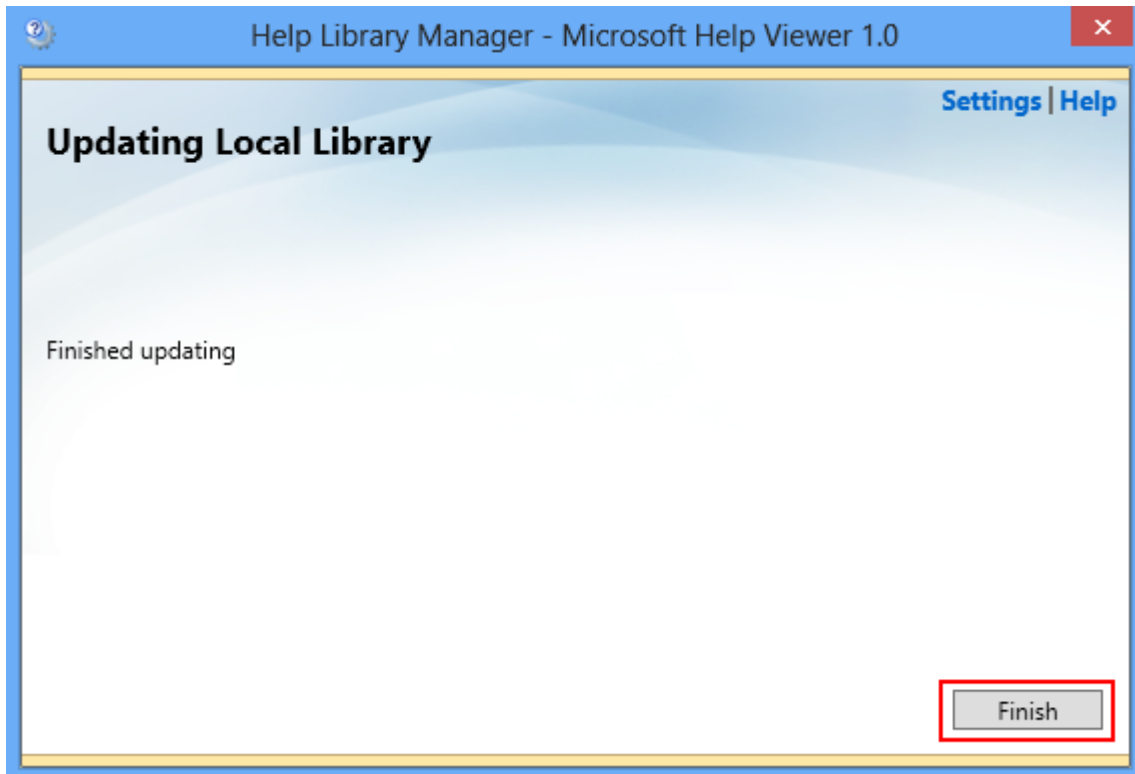 Help Library Manager - Microsoft Help Viewer 1.0
Settings | Help
Updating Local Library
Finished updating
Finish